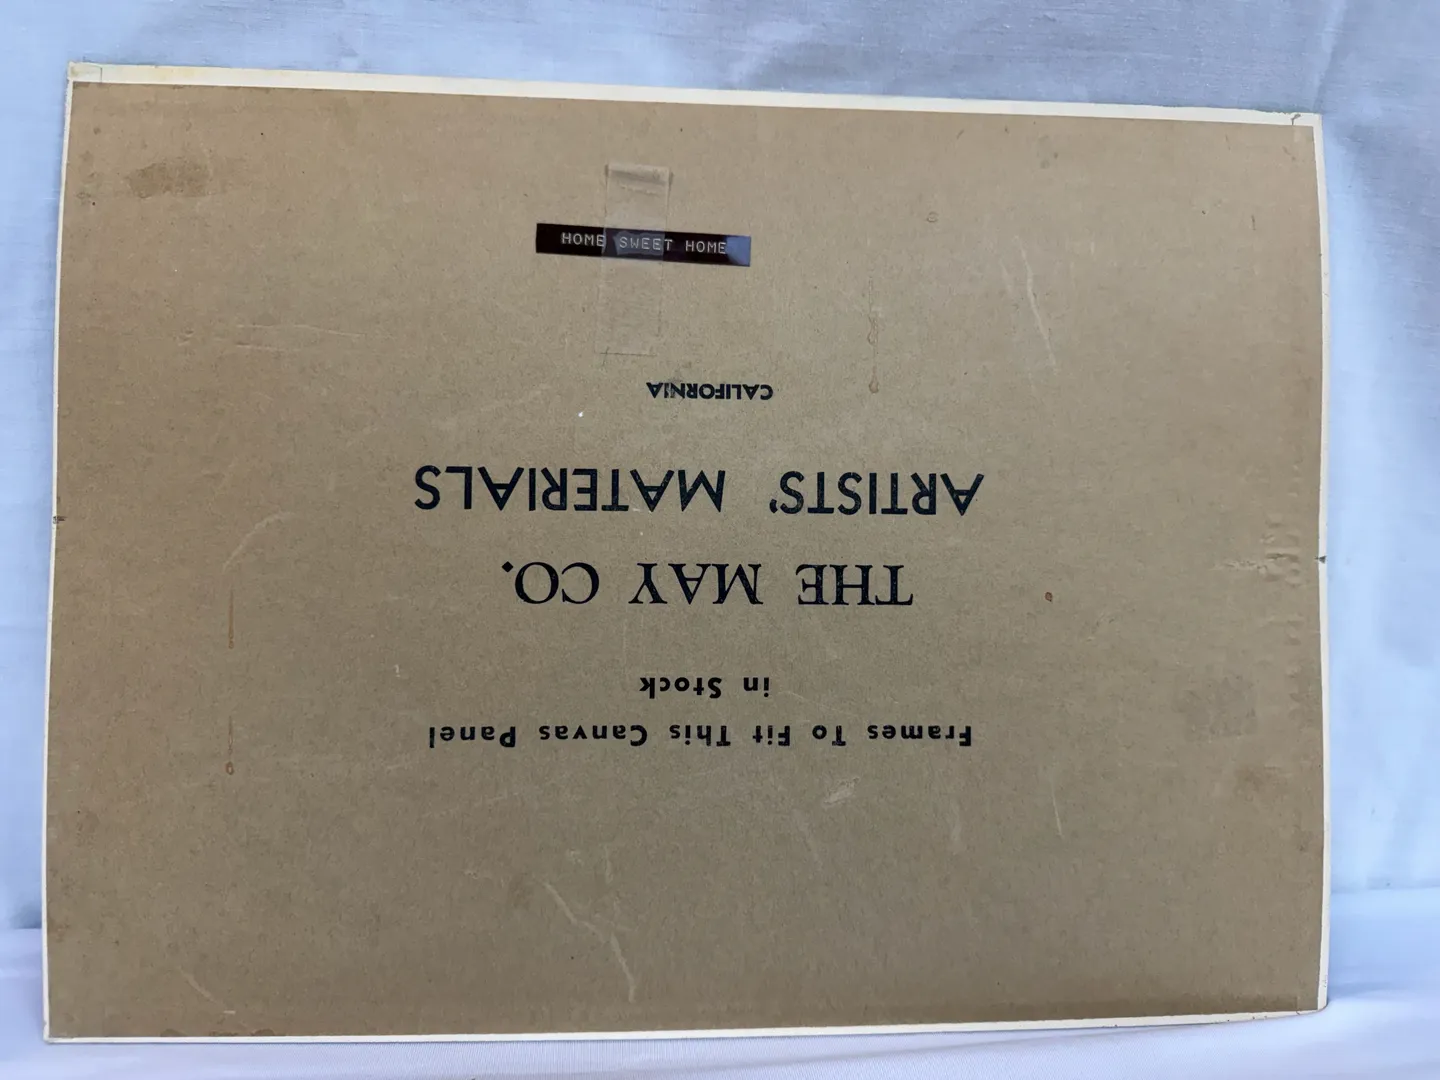 HOME SWEET HOME
Frames To Fit This Canvas Panel
in Stock
THE MAY CO.
ARTISTS' MATERIALS
CALIFORNIA